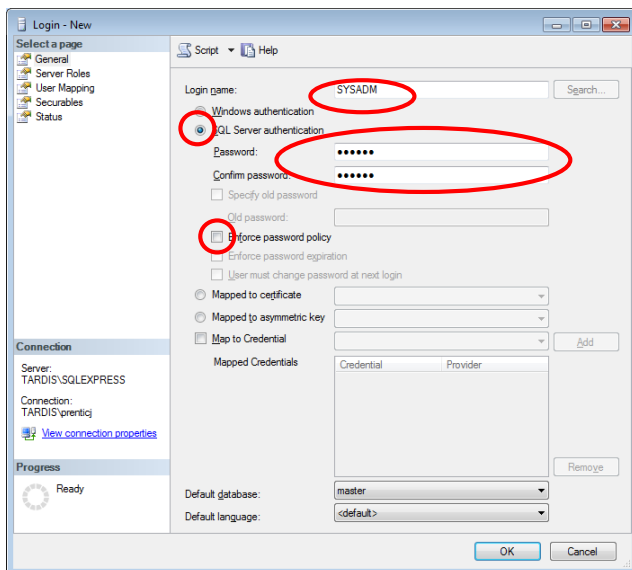 Login - New
Select a page
General
Server Roles
User Mapping
Securables
Status
Script Help
Login name: SYSADM Search...
Windows authentication
SQL Server authentication
Password: ••••••
Confirm password: ••••••
Specify old password
Old password:
Enforce password policy
Enforce password expiration
User must change password at next login
Mapped to certificate
Mapped to asymmetric key
Map to Credential Add
Mapped Credentials Credential Provider
Remove
Default database: master
Default language: <default>
Connection
Server:
TARDIS\SQLEXPRESS
Connection:
TARDIS\prenticj
View connection properties
Progress
Ready
OK Cancel